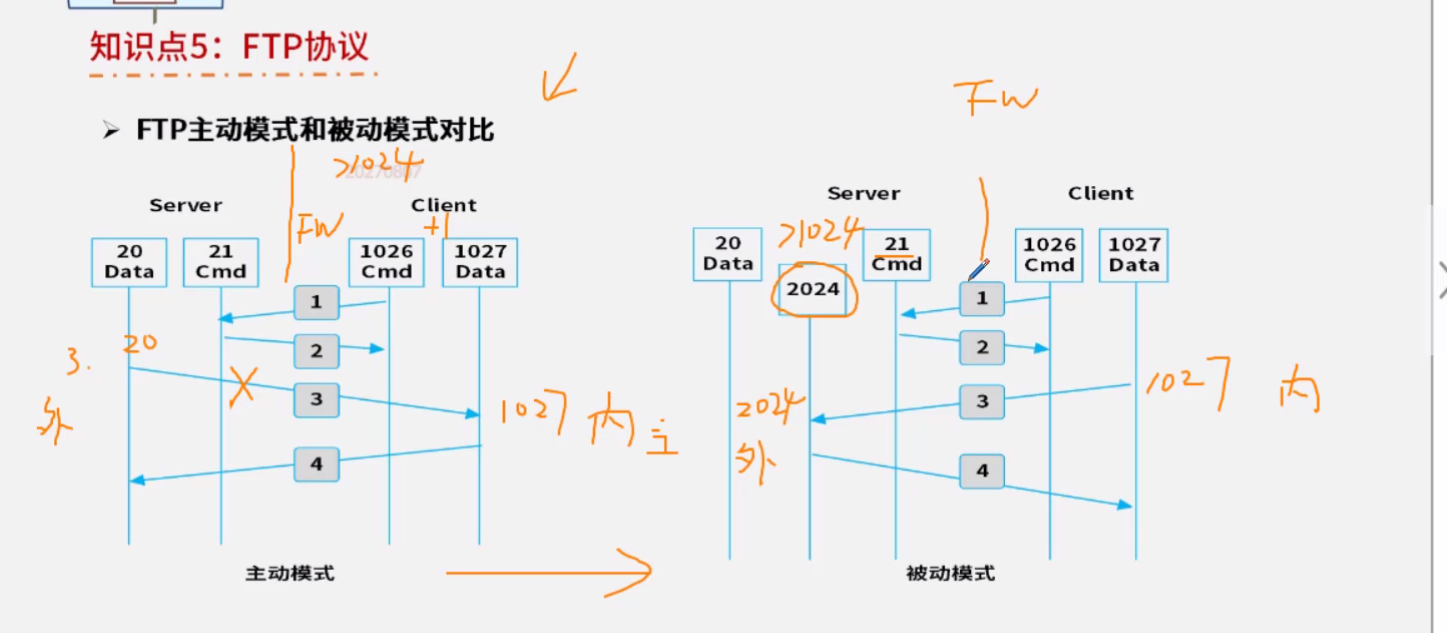 知识点5：FTP协议
FW
➢ FTP主动模式和被动模式对比
>1024
Server
Client
FW
+1
20 Data
21 Cmd
1026 Cmd
1027 Data
1
2
3. 20
X
3
外
1027 内 主
4
主动模式
Server
Client
>1024
20 Data
2024
21 Cmd
1026 Cmd
1027 Data
1
2
1027 内
3
2024
外
4
被动模式